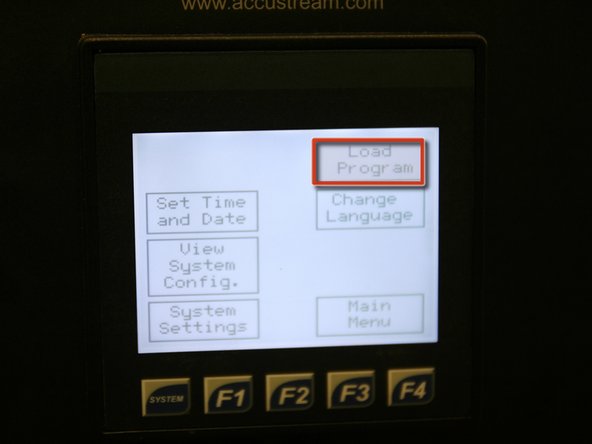 www.accustream.com
Load
Program
Set Time
and Date
Change
Language
View
System
Config.
System
Settings
Main
Menu
SYSTEM
F1
F2
F3
F4